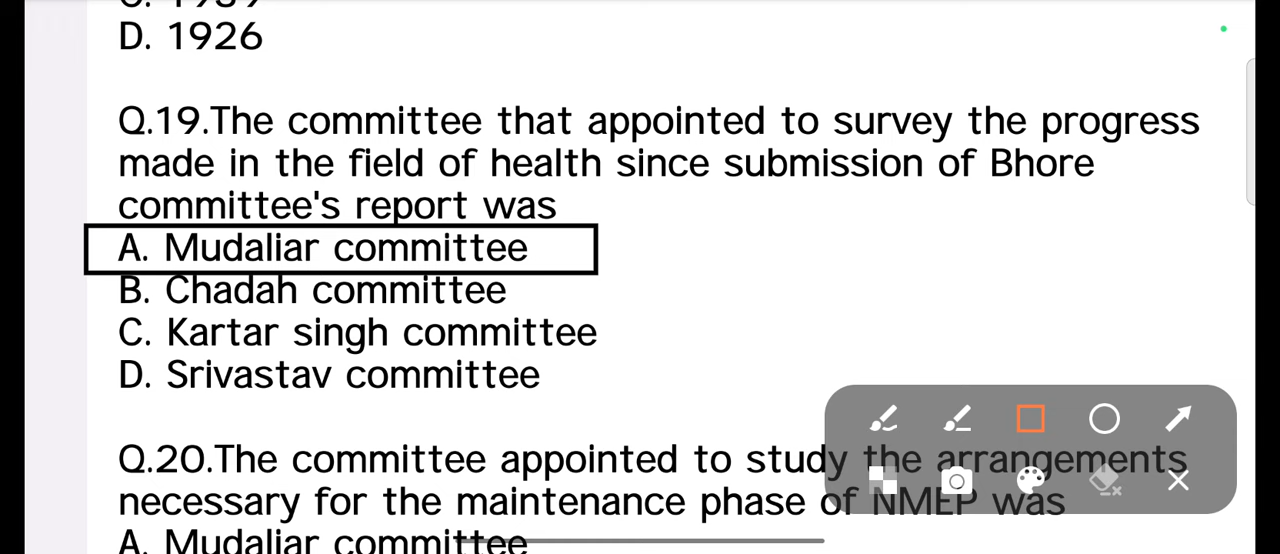 C. 1939
D. 1926
Q.19.The committee that appointed to survey the progress
made in the field of health since submission of Bhore
committee's report was
A. Mudaliar committee
B. Chadah committee
C. Kartar singh committee
D. Srivastav committee
Q.20.The committee appointed to study the arrangements
necessary for the maintenance phase of NMEP was
A. Mudaliar committee